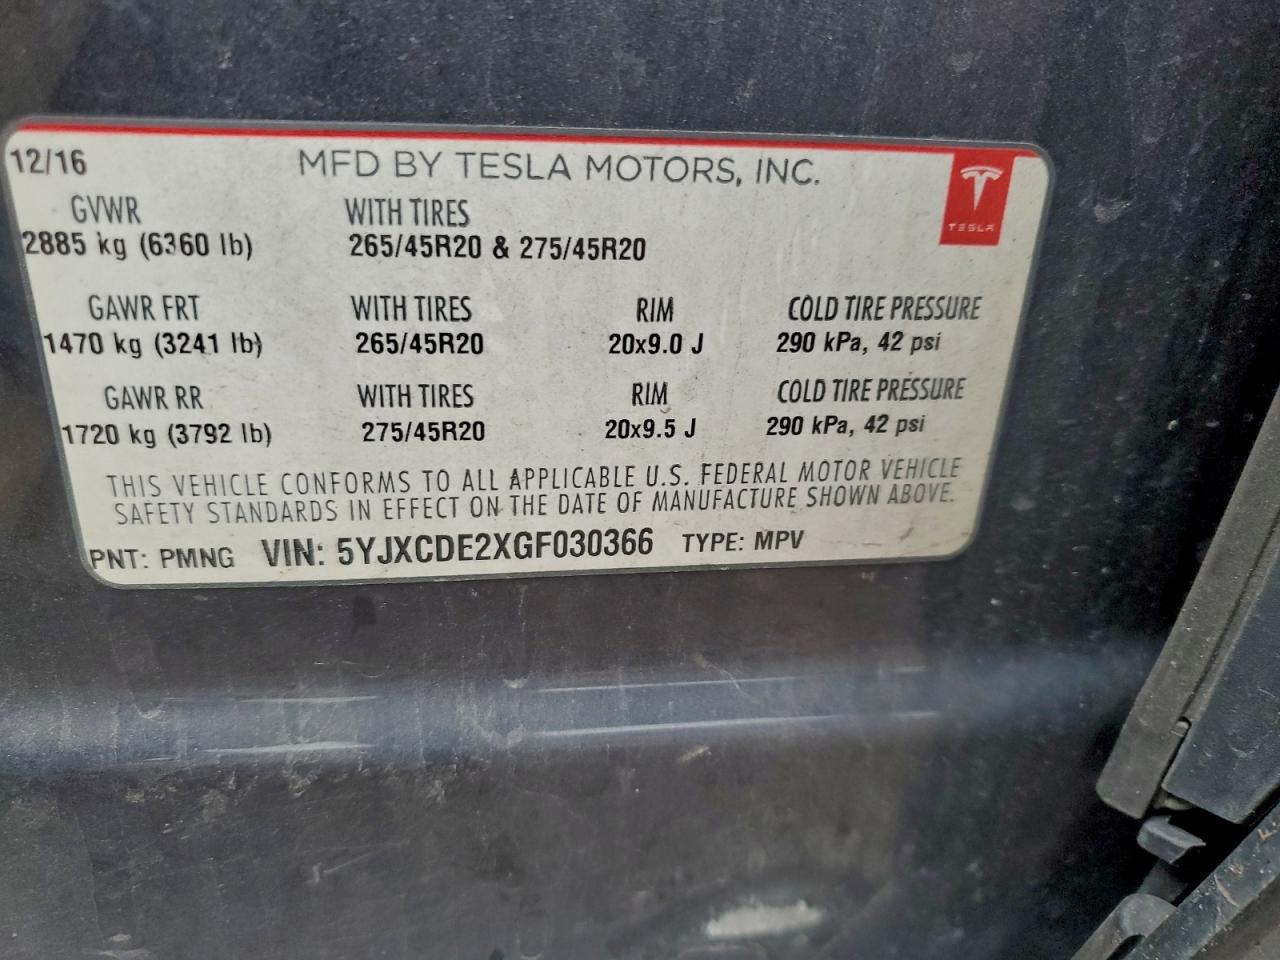 12/16 MFD BY TESLA MOTORS, INC.
TESLA
GVWR WITH TIRES
2885 kg (6360 lb) 265/45R20 & 275/45R20
GAWR FRT WITH TIRES RIM COLD TIRE PRESSURE
1470 kg (3241 lb) 265/45R20 20x9.0 J 290 kPa, 42 psi
GAWR RR WITH TIRES RIM COLD TIRE PRESSURE
1720 kg (3792 lb) 275/45R20 20x9.5 J 290 kPa, 42 psi
THIS VEHICLE CONFORMS TO ALL APPLICABLE U.S. FEDERAL MOTOR VEHICLE
SAFETY STANDARDS IN EFFECT ON THE DATE OF MANUFACTURE SHOWN ABOVE.
PNT: PMNG VIN: 5YJXCDE2XGF030366 TYPE: MPV